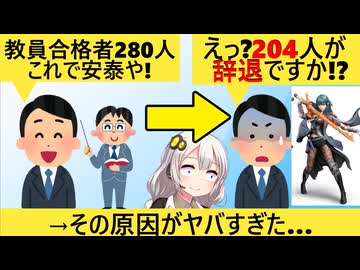 教員合格者280人
これで安泰や!
えっ?204人が
辞退ですか!?
→その原因がヤバすぎた...